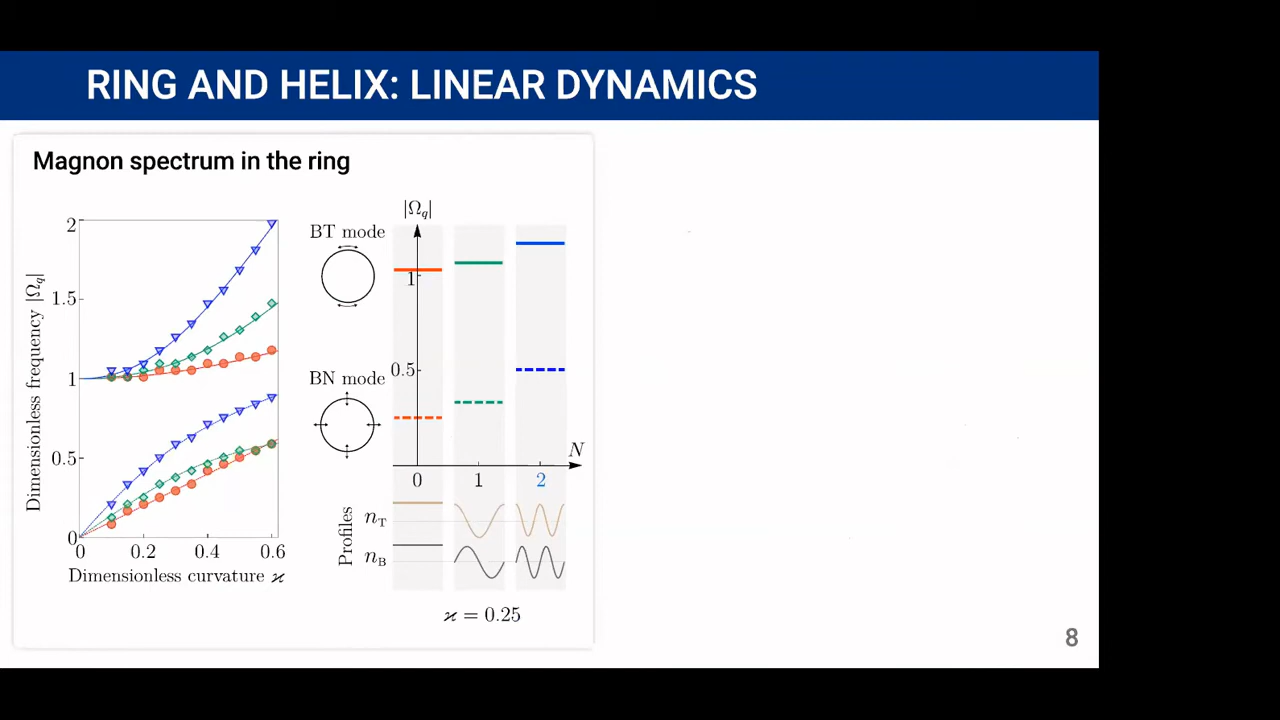 RING AND HELIX: LINEAR DYNAMICS
Magnon spectrum in the ring
Dimensionless frequency |Ω_q|
2
1.5
1
0.5
0
0 0.2 0.4 0.6
Dimensionless curvature ϰ
BT mode
BN mode
|Ω_q|
1
0.5
N
0 1 2
Profiles
n_T
n_B
ϰ = 0.25
8